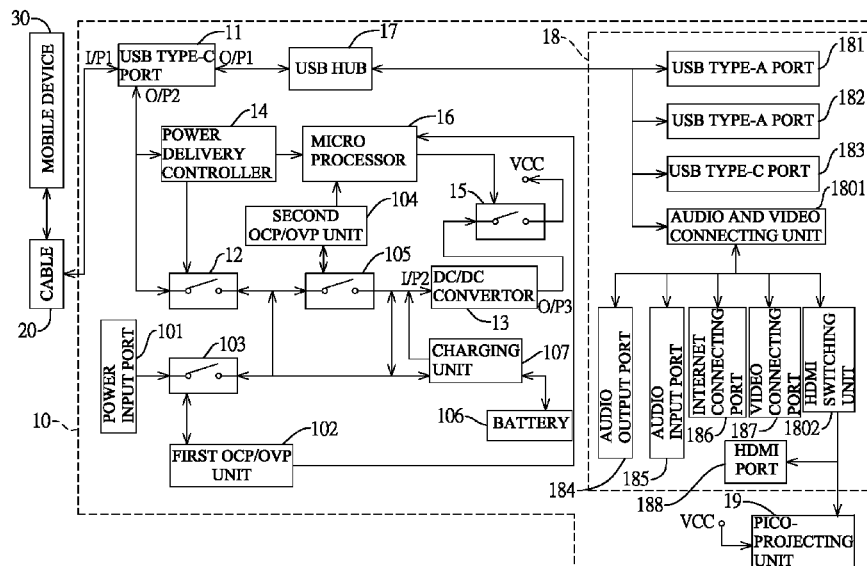 30
MOBILE DEVICE
CABLE
20
10
I/P1
11
USB TYPE-C
PORT
O/P1
O/P2
17
USB HUB
14
POWER
DELIVERY
CONTROLLER
16
MICRO
PROCESSOR
VCC
15
SECOND
OCP/OVP UNIT
104
12
105
I/P2
DC/DC
CONVERTOR
O/P3
13
101
POWER
INPUT PORT
103
CHARGING
UNIT
107
106
BATTERY
102
FIRST OCP/OVP
UNIT
18
181
USB TYPE-A PORT
182
USB TYPE-A PORT
183
USB TYPE-C PORT
1801
AUDIO AND VIDEO
CONNECTING UNIT
AUDIO
OUTPUT PORT
184
AUDIO
INPUT PORT
185
INTERNET
CONNECTING
PORT
186
VIDEO
CONNECTING
PORT
187
HDMI
SWITCHING
UNIT
1802
HDMI
PORT
188
19
VCC
PICO-
PROJECTING
UNIT